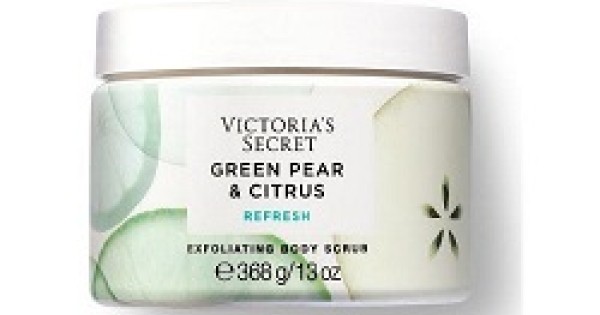 VICTORIA'S
SECRET
GREEN PEAR
& CITRUS
REFRESH
EXFOLIATING BODY SCRUB
℮368 g/13 oz